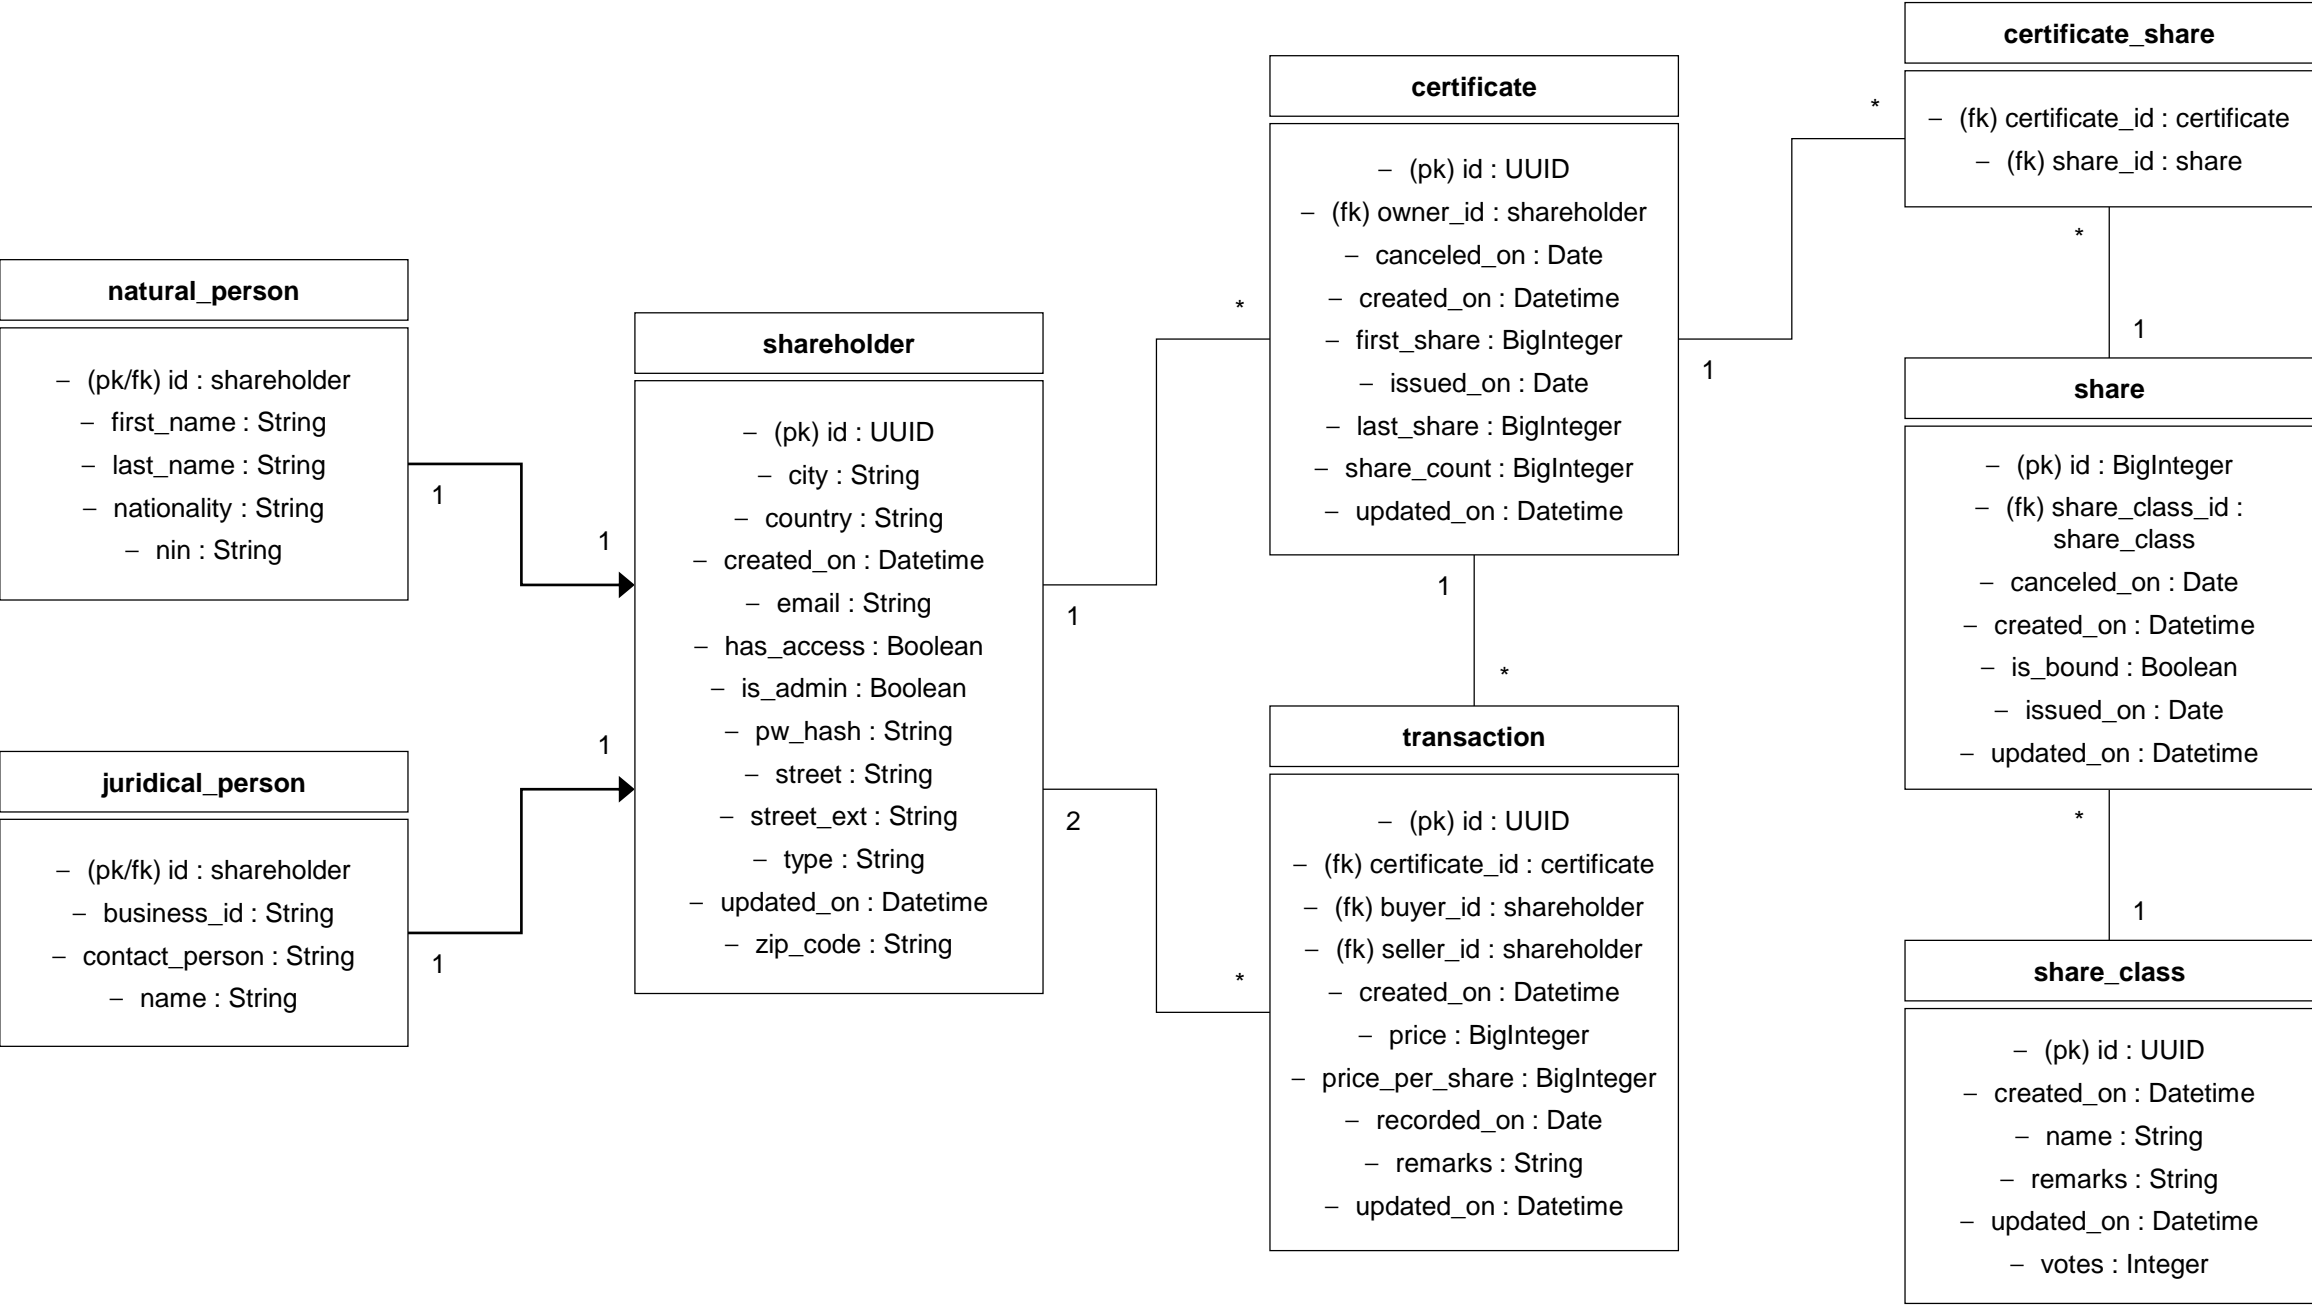 natural_person
– (pk/fk) id : shareholder
– first_name : String
– last_name : String
– nationality : String
– nin : String
1
1
juridical_person
– (pk/fk) id : shareholder
– business_id : String
– contact_person : String
– name : String
1
1
shareholder
– (pk) id : UUID
– city : String
– country : String
– created_on : Datetime
– email : String
– has_access : Boolean
– is_admin : Boolean
– pw_hash : String
– street : String
– street_ext : String
– type : String
– updated_on : Datetime
– zip_code : String
1
*
2
*
certificate
– (pk) id : UUID
– (fk) owner_id : shareholder
– canceled_on : Date
– created_on : Datetime
– first_share : BigInteger
– issued_on : Date
– last_share : BigInteger
– share_count : BigInteger
– updated_on : Datetime
1
*
1
*
transaction
– (pk) id : UUID
– (fk) certificate_id : certificate
– (fk) buyer_id : shareholder
– (fk) seller_id : shareholder
– created_on : Datetime
– price : BigInteger
– price_per_share : BigInteger
– recorded_on : Date
– remarks : String
– updated_on : Datetime
certificate_share
– (fk) certificate_id : certificate
– (fk) share_id : share
*
1
share
– (pk) id : BigInteger
– (fk) share_class_id :
share_class
– canceled_on : Date
– created_on : Datetime
– is_bound : Boolean
– issued_on : Date
– updated_on : Datetime
*
1
share_class
– (pk) id : UUID
– created_on : Datetime
– name : String
– remarks : String
– updated_on : Datetime
– votes : Integer